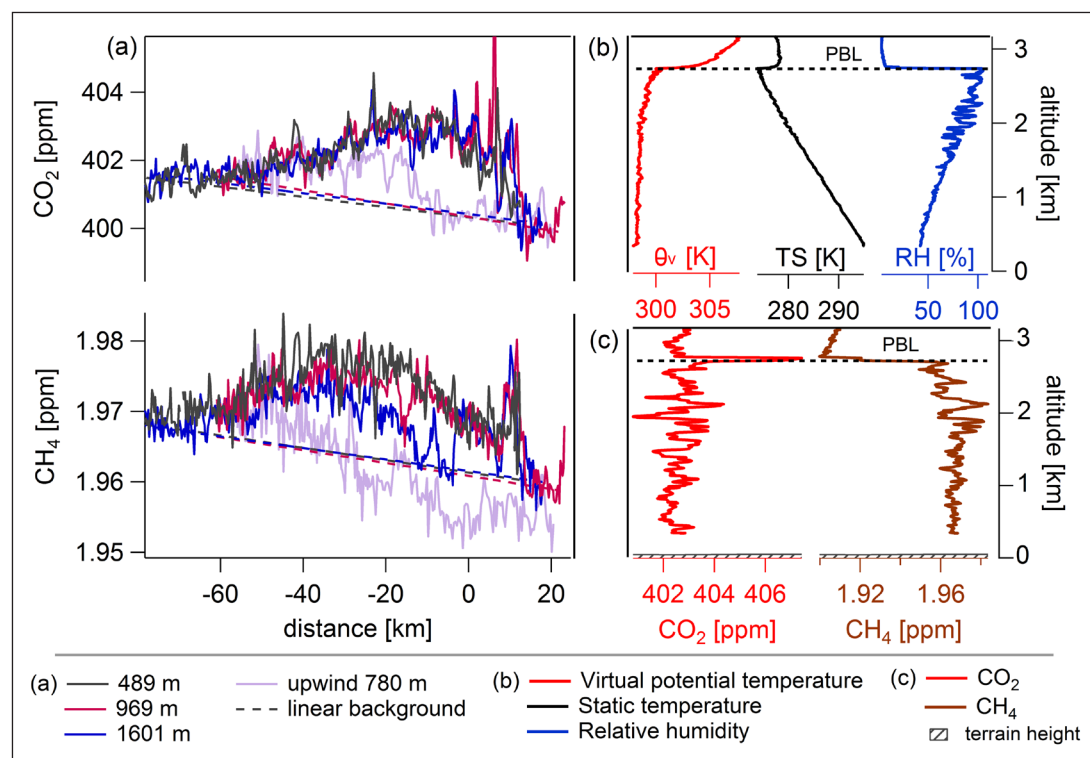 (a)
CO₂ [ppm]
404
402
400
CH₄ [ppm]
1.98
1.97
1.96
1.95
-60
-40
-20
0
20
distance [km]
(b)
PBL
3
2
1
0
altitude [km]
θv [K]
TS [K]
RH [%]
300
305
280
290
50
100
(c)
PBL
3
2
1
0
altitude [km]
402
404
406
1.92
1.96
CO₂ [ppm]
CH₄ [ppm]
(a)
489 m
969 m
1601 m
upwind 780 m
linear background
(b)
Virtual potential temperature
Static temperature
Relative humidity
(c)
CO₂
CH₄
terrain height